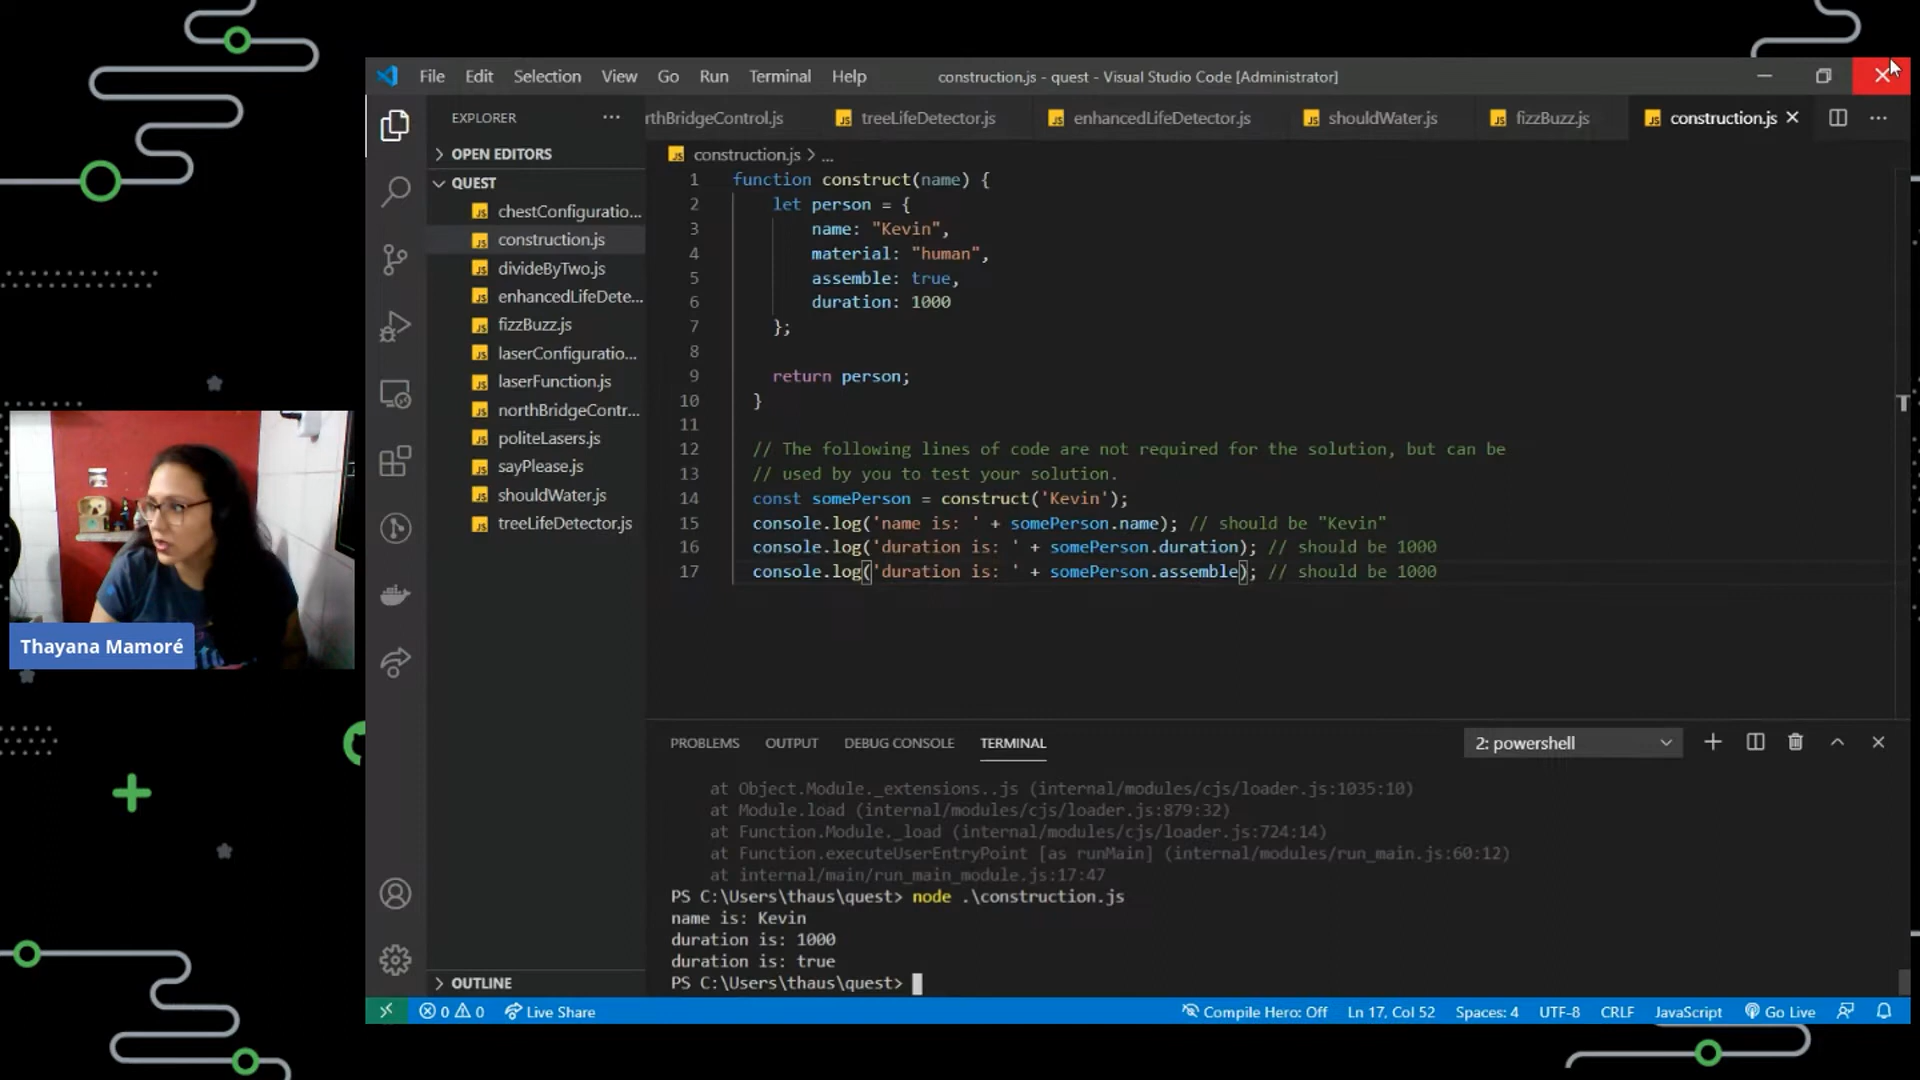 File Edit Selection View Go Run Terminal Help
construction.js - quest - Visual Studio Code [Administrator]
EXPLORER
rthBridgeControl.js treeLifeDetector.js enhancedLifeDetector.js shouldWater.js fizzBuzz.js construction.js
OPEN EDITORS
QUEST
chestConfiguratio...
construction.js
divideByTwo.js
enhancedLifeDete...
fizzBuzz.js
laserConfiguratio...
laserFunction.js
northBridgeContr...
politeLasers.js
sayPlease.js
shouldWater.js
treeLifeDetector.js
OUTLINE
construction.js > ...
1 function construct(name) {
2 let person = {
3 name: "Kevin",
4 material: "human",
5 assemble: true,
6 duration: 1000
7 };
8
9 return person;
10 }
11
12 // The following lines of code are not required for the solution, but can be
13 // used by you to test your solution.
14 const somePerson = construct('Kevin');
15 console.log('name is: ' + somePerson.name); // should be "Kevin"
16 console.log('duration is: ' + somePerson.duration); // should be 1000
17 console.log('duration is: ' + somePerson.assemble); // should be 1000
Thayana Mamoré
PROBLEMS OUTPUT DEBUG CONSOLE TERMINAL
2: powershell
at Object.Module._extensions..js (internal/modules/cjs/loader.js:1035:10)
at Module.load (internal/modules/cjs/loader.js:879:32)
at Function.Module._load (internal/modules/cjs/loader.js:724:14)
at Function.executeUserEntryPoint [as runMain] (internal/modules/run_main.js:60:12)
at internal/main/run_main_module.js:17:47
PS C:\Users\thaus\quest> node .\construction.js
name is: Kevin
duration is: 1000
duration is: true
PS C:\Users\thaus\quest>
0 0 Live Share
Compile Hero: Off Ln 17, Col 52 Spaces: 4 UTF-8 CRLF JavaScript Go Live